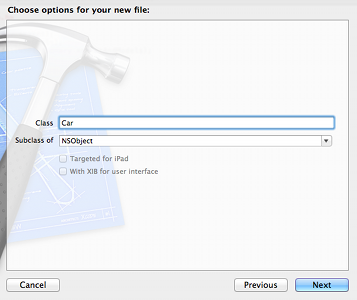 Choose options for your new file:
Class Car
Subclass of NSObject
Targeted for iPad
With XIB for user interface
Cancel Previous Next